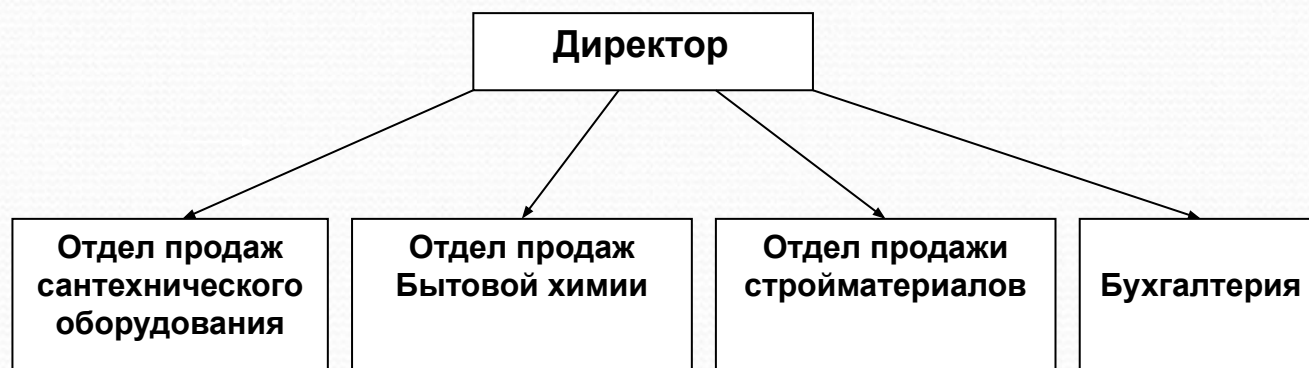 Директор
Отдел продаж
сантехнического
оборудования
Отдел продаж
Бытовой химии
Отдел продажи
стройматериалов
Бухгалтерия